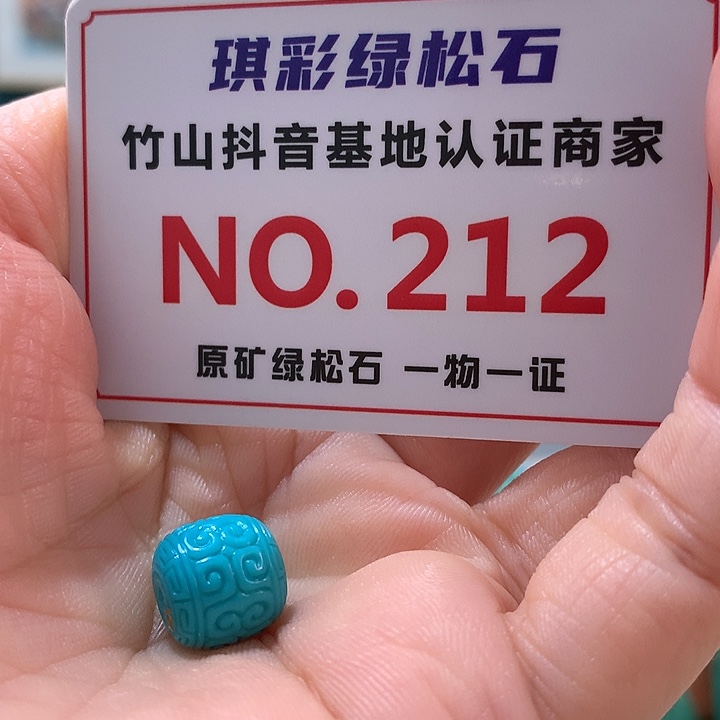 琪彩绿松石
竹山抖音基地认证商家
NO.212
原矿绿松石 一物一证